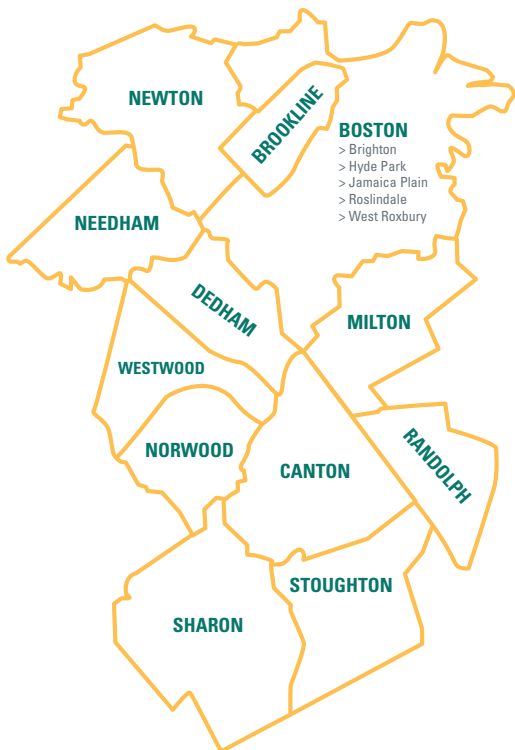 NEWTON
BROOKLINE
BOSTON
> Brighton
> Hyde Park
> Jamaica Plain
> Roslindale
> West Roxbury
NEEDHAM
DEDHAM
MILTON
WESTWOOD
NORWOOD
CANTON
RANDOLPH
STOUGHTON
SHARON